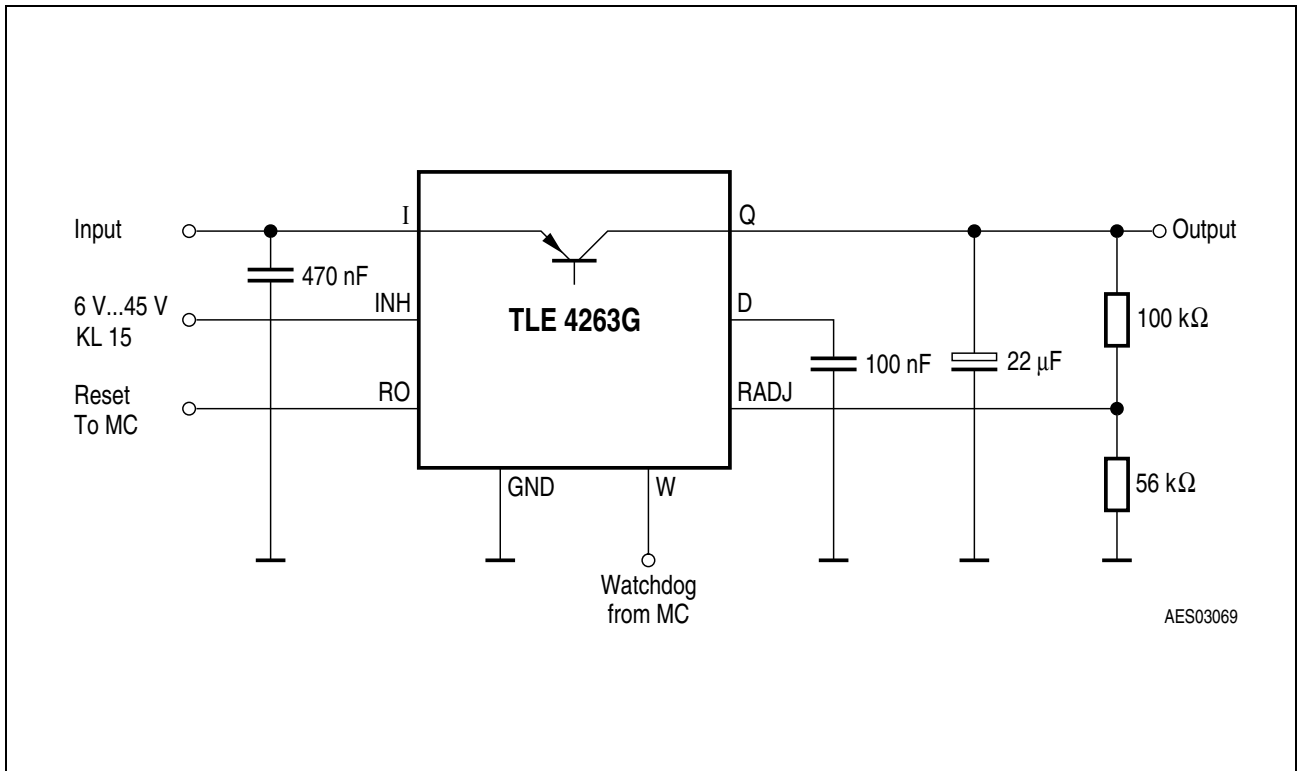 Input
I
Q
Output
470 nF
6 V...45 V
KL 15
INH
TLE 4263G
D
100 kΩ
100 nF
22 μF
Reset
To MC
RO
RADJ
56 kΩ
GND
W
Watchdog
from MC
AES03069